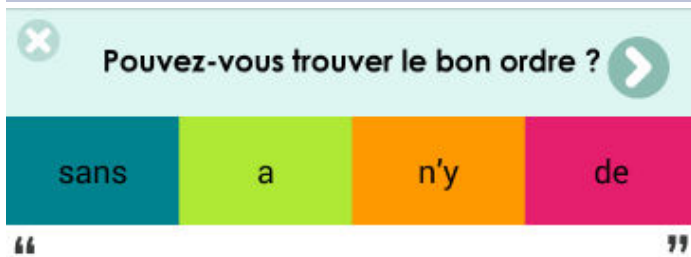 Pouvez-vous trouver le bon ordre ?
sans a n'y de
“ ”